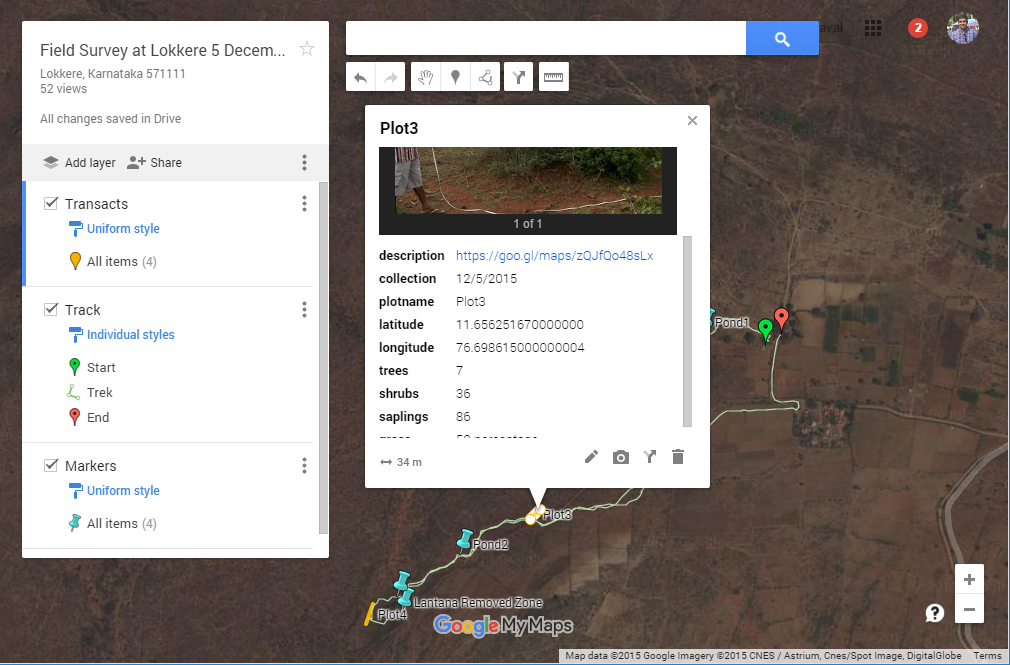 Field Survey at Lokkere 5 Decem...
Lokkere, Karnataka 571111
52 views
All changes saved in Drive
Add layer
Share
Transacts
Uniform style
All items (4)
Track
Individual styles
Start
Trek
End
Markers
Uniform style
All items (4)
aval
2
Plot3
1 of 1
description https://goo.gl/maps/zQJfQo48sLx
collection 12/5/2015
plotname Plot3
latitude 11.656251670000000
longitude 76.698615000000004
trees 7
shrubs 36
saplings 86
grass 50 percentage
34 m
Pond1
Plot3
Pond2
Lantana Removed Zone
Plot4
Google My Maps
+
?
−
Map data ©2015 Google Imagery ©2015 CNES / Astrium, Cnes/Spot Image, DigitalGlobe Terms